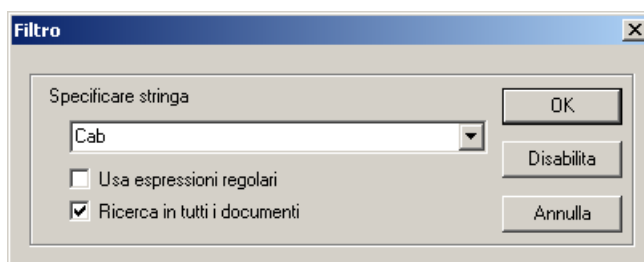 Filtro
Specificare stringa
Cab
Usa espressioni regolari
Ricerca in tutti i documenti
OK
Disabilita
Annulla